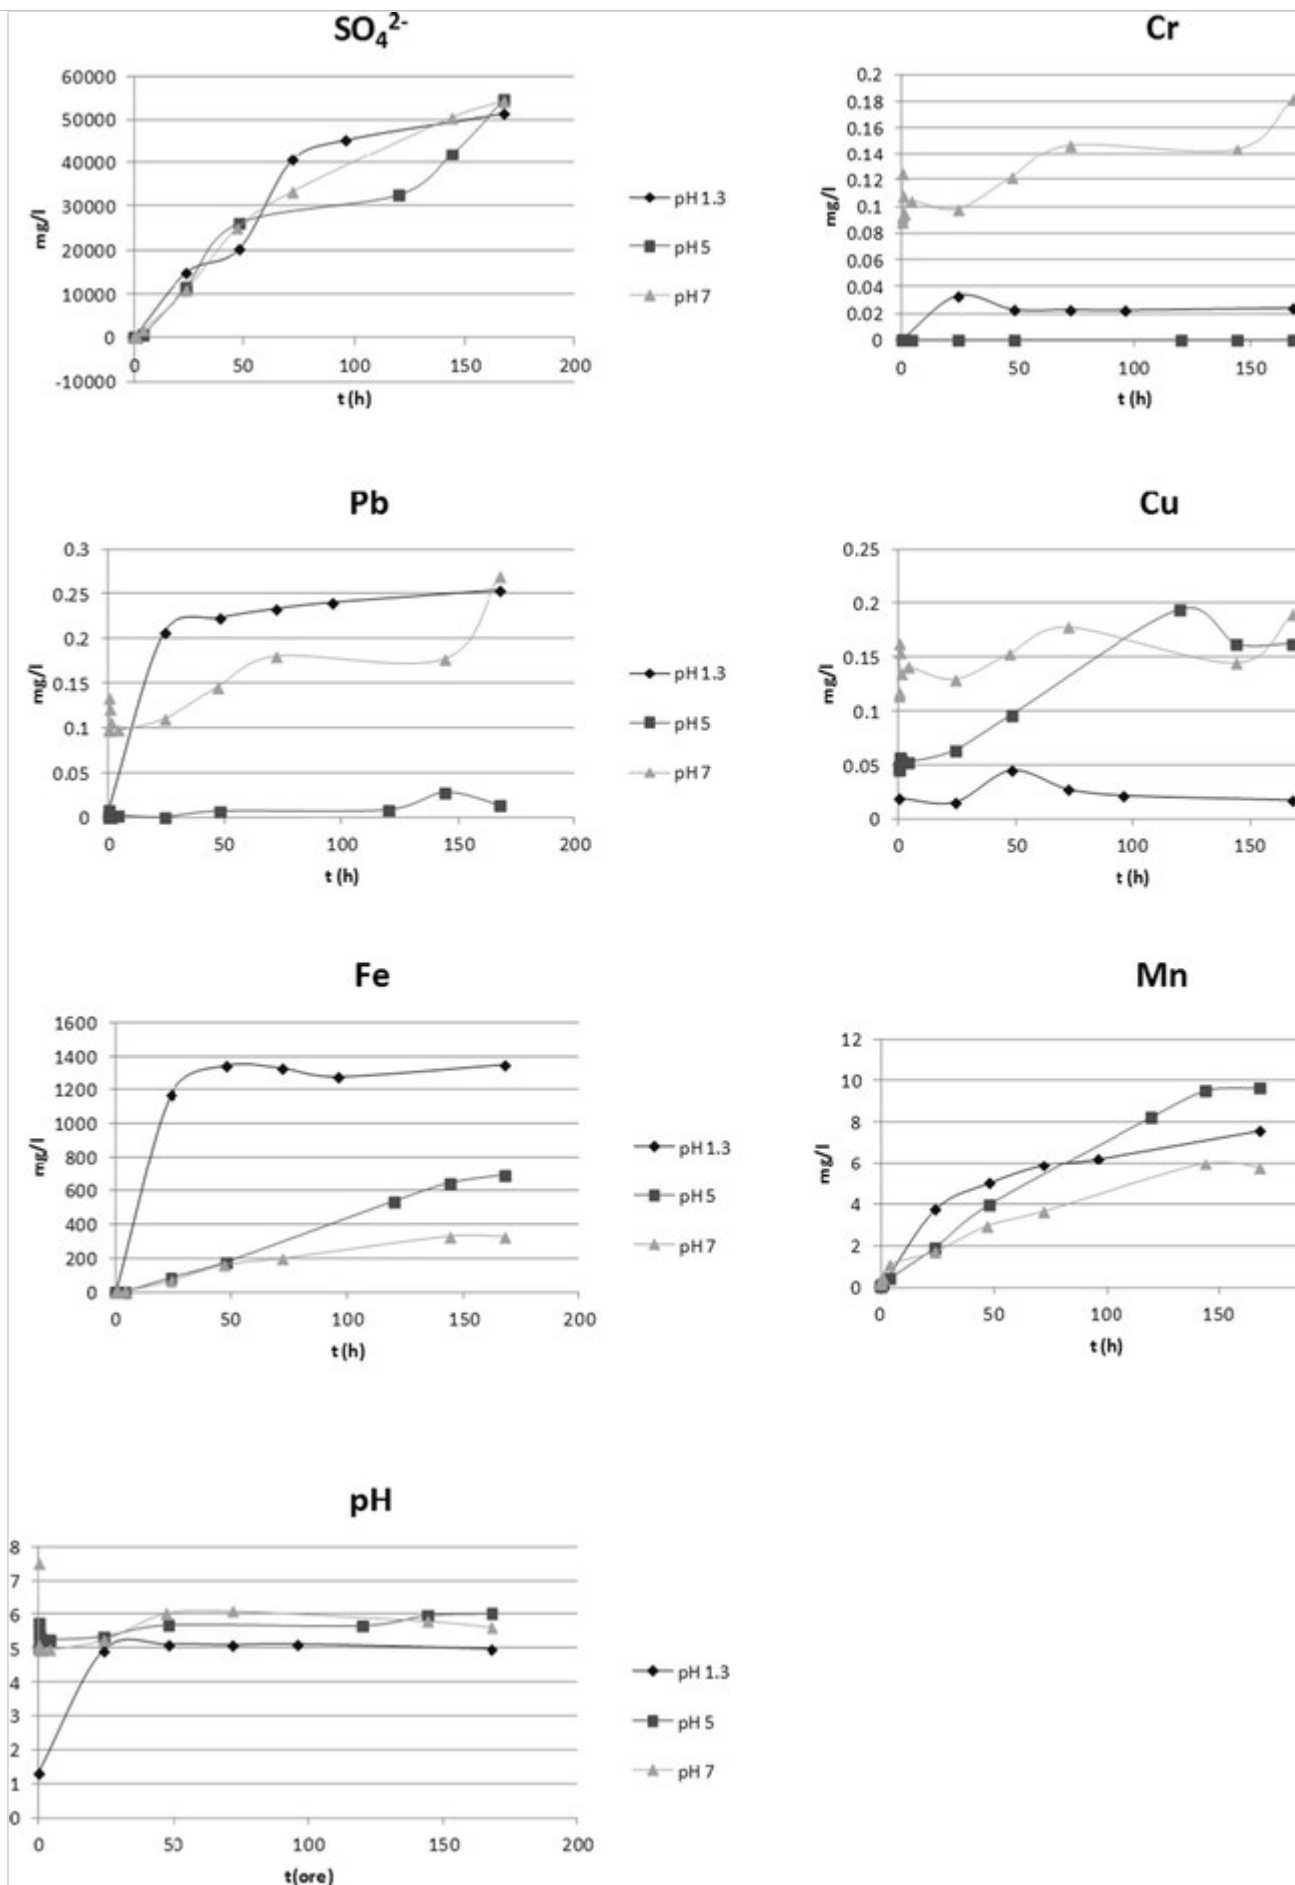 SO₄²⁻
60000
50000
40000
30000
20000
10000
0
-10000
mg/l
0 50 100 150 200
t (h)
pH 1.3
pH 5
pH 7
Cr
0.2
0.18
0.16
0.14
0.12
0.1
0.08
0.06
0.04
0.02
0
mg/l
0 50 100 150
t (h)
Pb
0.3
0.25
0.2
0.15
0.1
0.05
0
mg/l
0 50 100 150 200
t (h)
pH 1.3
pH 5
pH 7
Cu
0.25
0.2
0.15
0.1
0.05
0
mg/l
0 50 100 150
t (h)
Fe
1600
1400
1200
1000
800
600
400
200
0
mg/l
0 50 100 150 200
t (h)
pH 1.3
pH 5
pH 7
Mn
12
10
8
6
4
2
0
mg/l
0 50 100 150
t (h)
pH
8
7
6
5
4
3
2
1
0
0 50 100 150 200
t(ore)
pH 1.3
pH 5
pH 7